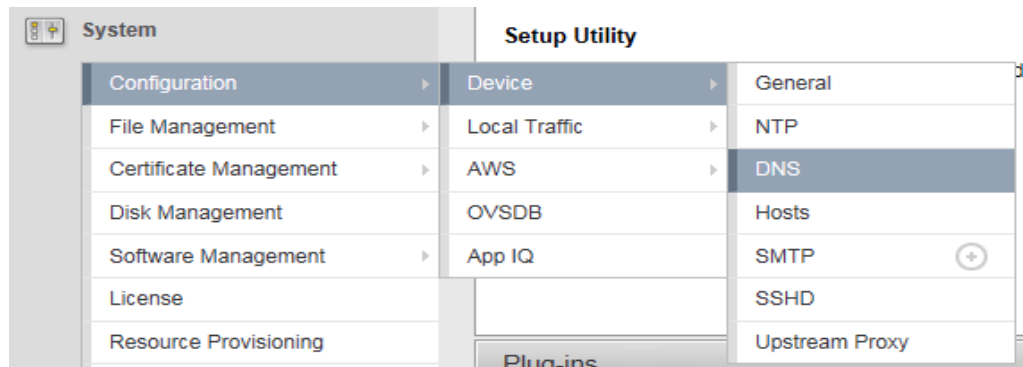 System
Setup Utility
Configuration
File Management
Certificate Management
Disk Management
Software Management
License
Resource Provisioning
Device
Local Traffic
AWS
OVSDB
App IQ
General
NTP
DNS
Hosts
SMTP
SSHD
Upstream Proxy
Plug-ins